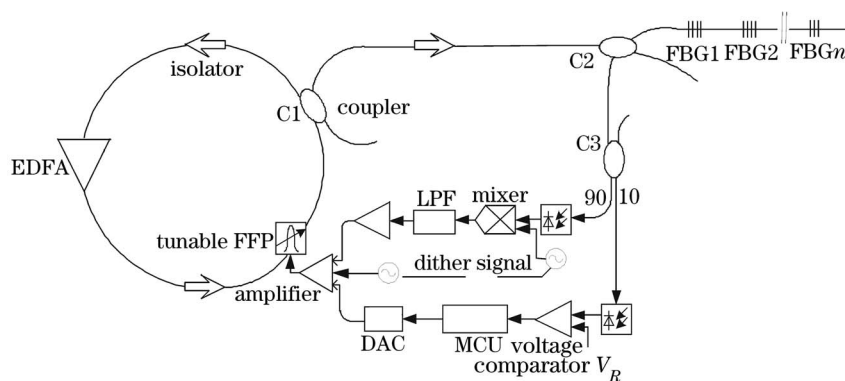 FBG1 FBG2 FBGn
C2
isolator
C1 coupler
C3
EDFA
90 10
LPF mixer
tunable FFP
dither signal
amplifier
DAC MCU voltage
comparator V_R